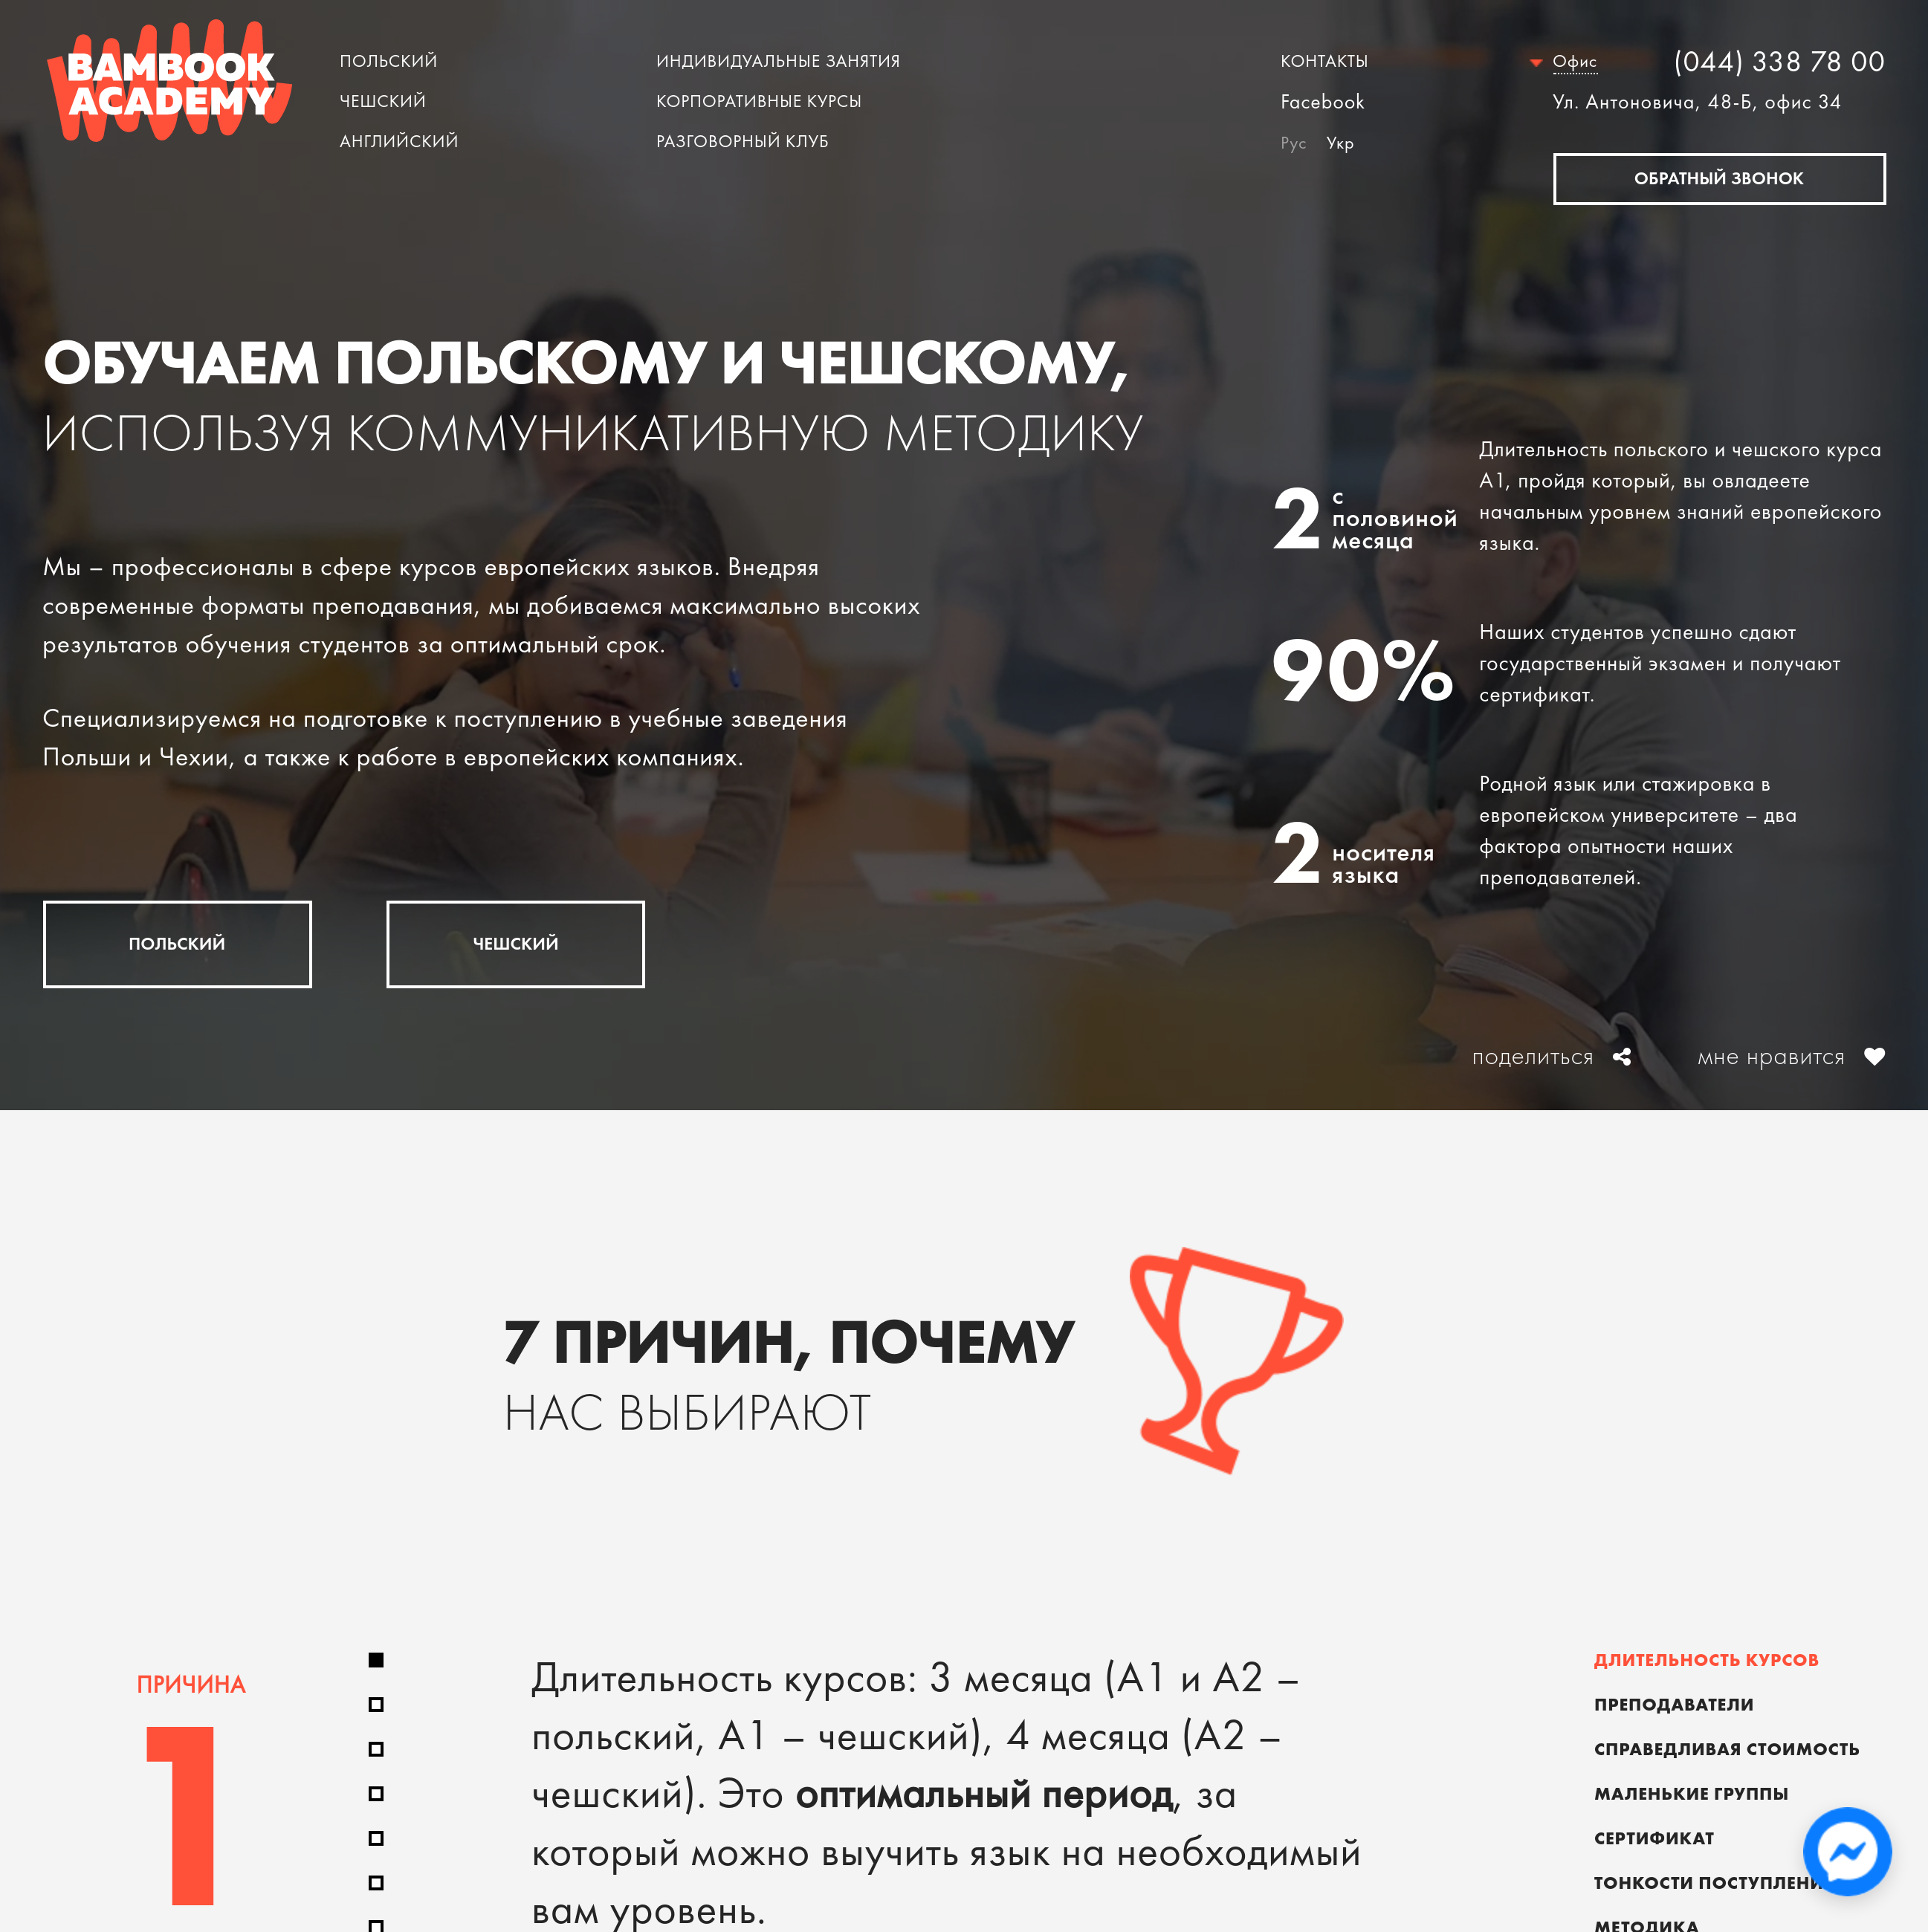 BAMBOOK
ACADEMY
ПОЛЬСКИЙ
ЧЕШСКИЙ
АНГЛИЙСКИЙ
ИНДИВИДУАЛЬНЫЕ ЗАНЯТИЯ
КОРПОРАТИВНЫЕ КУРСЫ
РАЗГОВОРНЫЙ КЛУБ
КОНТАКТЫ
Facebook
Рус Укр
Офис (044) 338 78 00
Ул. Антоновича, 48-Б, офис 34
ОБРАТНЫЙ ЗВОНОК
ОБУЧАЕМ ПОЛЬСКОМУ И ЧЕШСКОМУ,
ИСПОЛЬЗУЯ КОММУНИКАТИВНУЮ МЕТОДИКУ
Мы – профессионалы в сфере курсов европейских языков. Внедряя
современные форматы преподавания, мы добиваемся максимально высоких
результатов обучения студентов за оптимальный срок.
Специализируемся на подготовке к поступлению в учебные заведения
Польши и Чехии, а также к работе в европейских компаниях.
ПОЛЬСКИЙ
ЧЕШСКИЙ
2 с
половиной
месяца
Длительность польского и чешского курса
А1, пройдя который, вы овладеете
начальным уровнем знаний европейского
языка.
90%
Наших студентов успешно сдают
государственный экзамен и получают
сертификат.
2 носителя
языка
Родной язык или стажировка в
европейском университете – два
фактора опытности наших
преподавателей.
поделиться
мне нравится
7 ПРИЧИН, ПОЧЕМУ
НАС ВЫБИРАЮТ
ПРИЧИНА
1
Длительность курсов: 3 месяца (А1 и А2 –
польский, А1 – чешский), 4 месяца (А2 –
чешский). Это оптимальный период, за
который можно выучить язык на необходимый
вам уровень.
ДЛИТЕЛЬНОСТЬ КУРСОВ
ПРЕПОДАВАТЕЛИ
СПРАВЕДЛИВАЯ СТОИМОСТЬ
МАЛЕНЬКИЕ ГРУППЫ
СЕРТИФИКАТ
ТОНКОСТИ ПОСТУПЛЕНИ
МЕТОДИКА